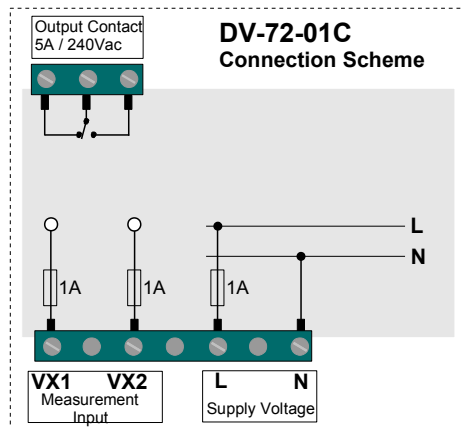 Output Contact
5A / 240Vac
DV-72-01C
Connection Scheme
L
N
1A
1A
1A
VX1
VX2
L
N
Measurement
Input
Supply Voltage